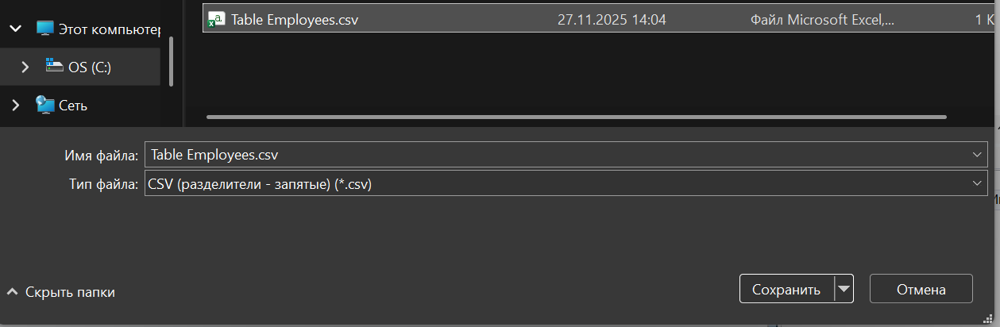 Этот компьютер
Table Employees.csv 27.11.2025 14:04 Файл Microsoft Excel,... 1 К
OS (C:)
Сеть
Имя файла: Table Employees.csv
Тип файла: CSV (разделители - запятые) (*.csv)
Скрыть папки
Сохранить Отмена